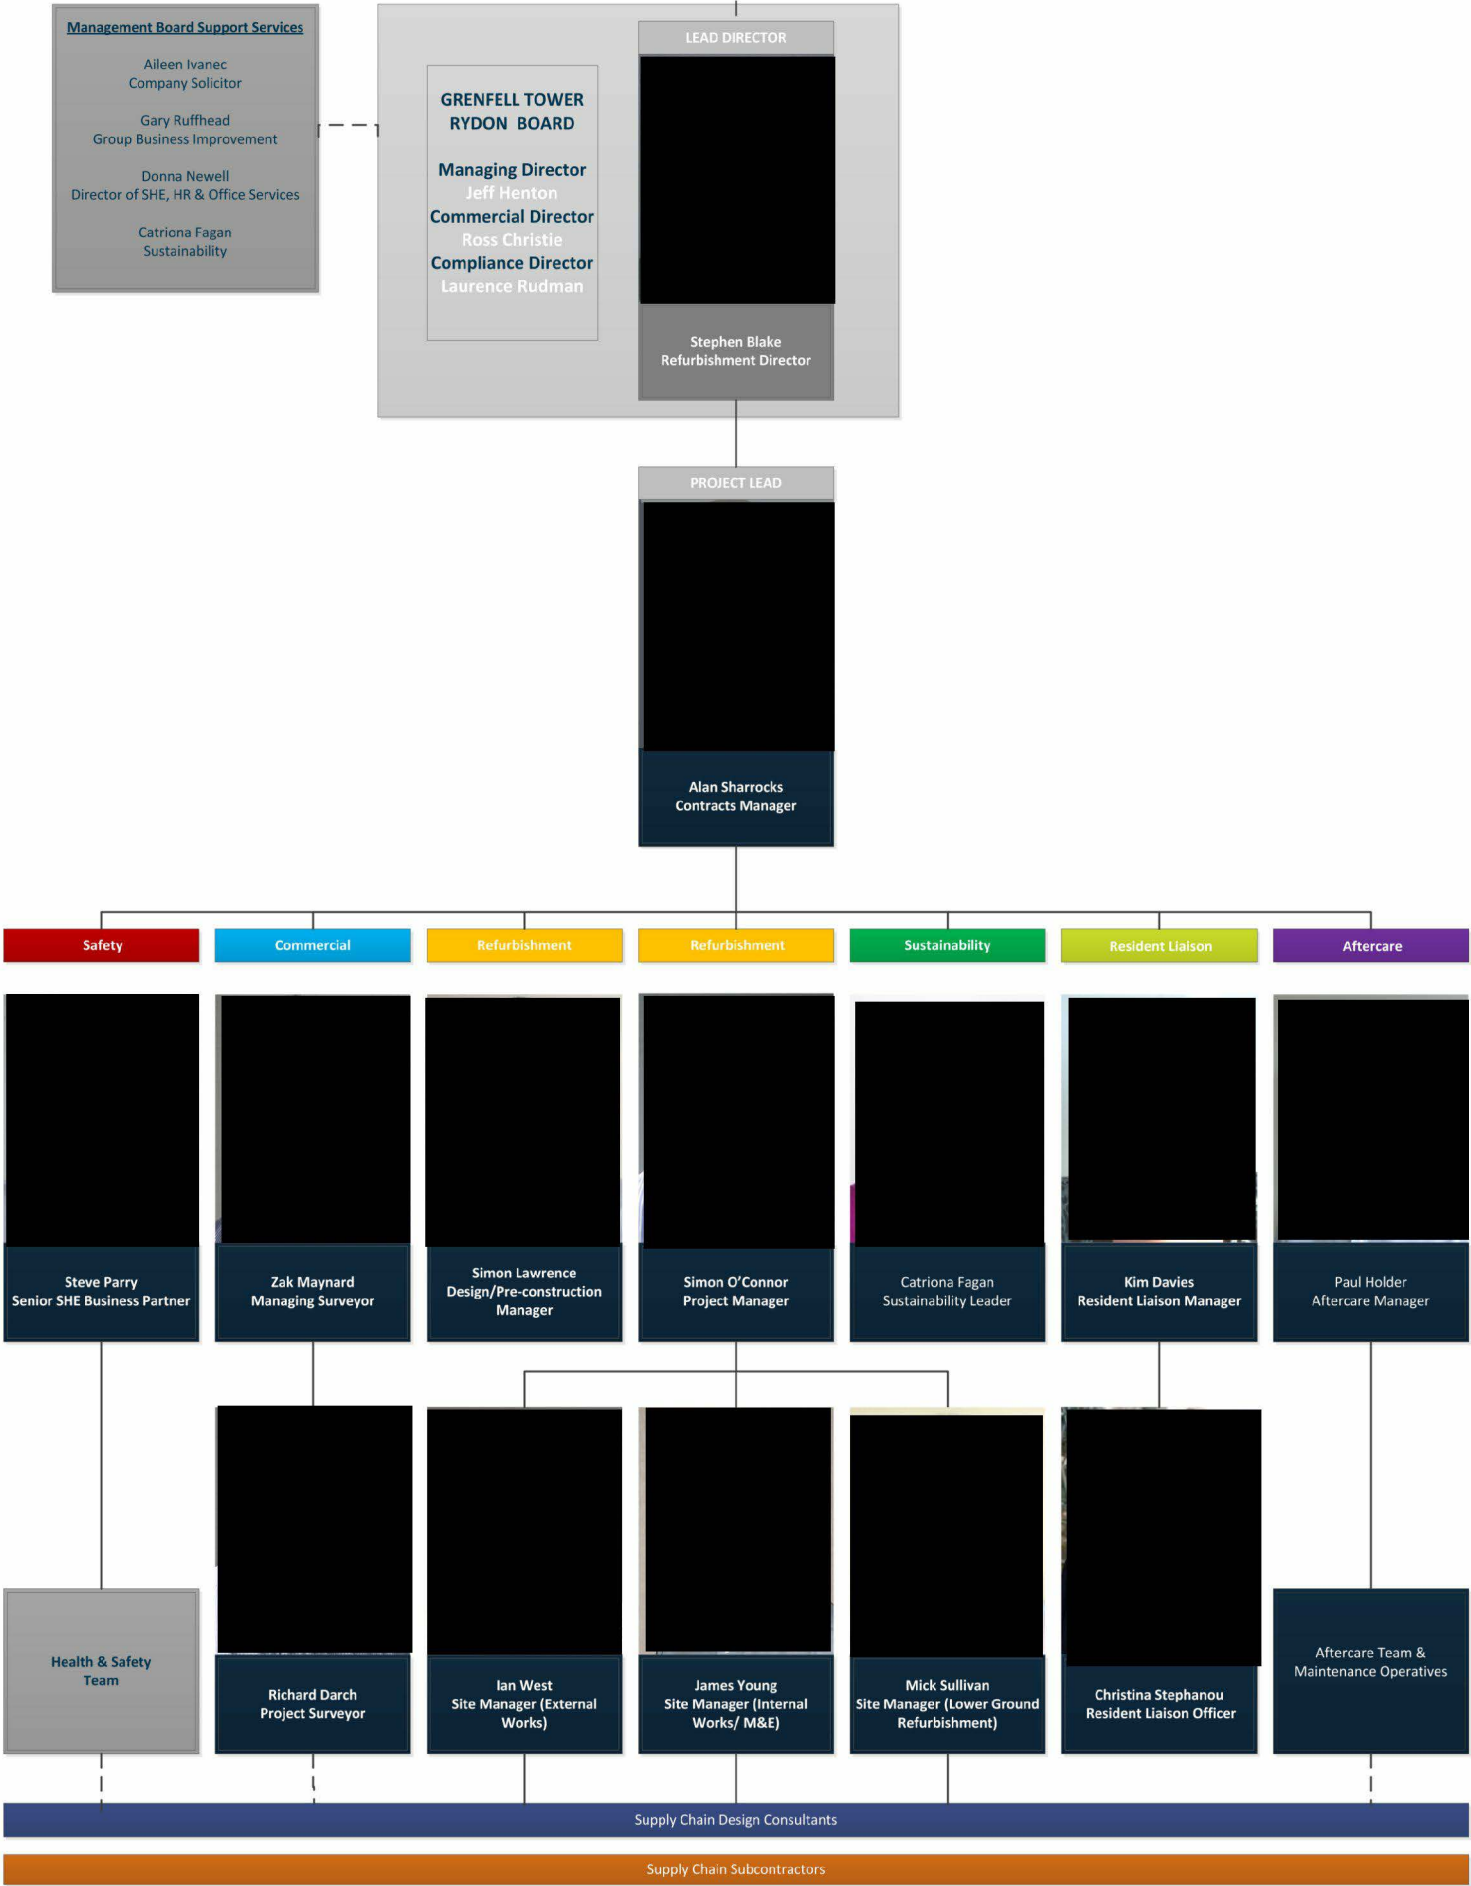 Management Board Support Services
Aileen Ivanec
Company Solicitor
Gary Ruffhead
Group Business Improvement
Donna Newell
Director of SHE, HR & Office Services
Catriona Fagan
Sustainability
GRENFELL TOWER
RYDON BOARD
Managing Director
Jeff Henton
Commercial Director
Ross Christie
Compliance Director
Laurence Rudman
LEAD DIRECTOR
Stephen Blake
Refurbishment Director
PROJECT LEAD
Alan Sharrocks
Contracts Manager
Safety
Commercial
Refurbishment
Refurbishment
Sustainability
Resident Liaison
Aftercare
Steve Parry
Senior SHE Business Partner
Zak Maynard
Managing Surveyor
Simon Lawrence
Design/Pre-construction
Manager
Simon O'Connor
Project Manager
Catriona Fagan
Sustainability Leader
Kim Davies
Resident Liaison Manager
Paul Holder
Aftercare Manager
Health & Safety
Team
Richard Darch
Project Surveyor
Ian West
Site Manager (External
Works)
James Young
Site Manager (Internal
Works/ M&E)
Mick Sullivan
Site Manager (Lower Ground
Refurbishment)
Christina Stephanou
Resident Liaison Officer
Aftercare Team &
Maintenance Operatives
Supply Chain Design Consultants
Supply Chain Subcontractors